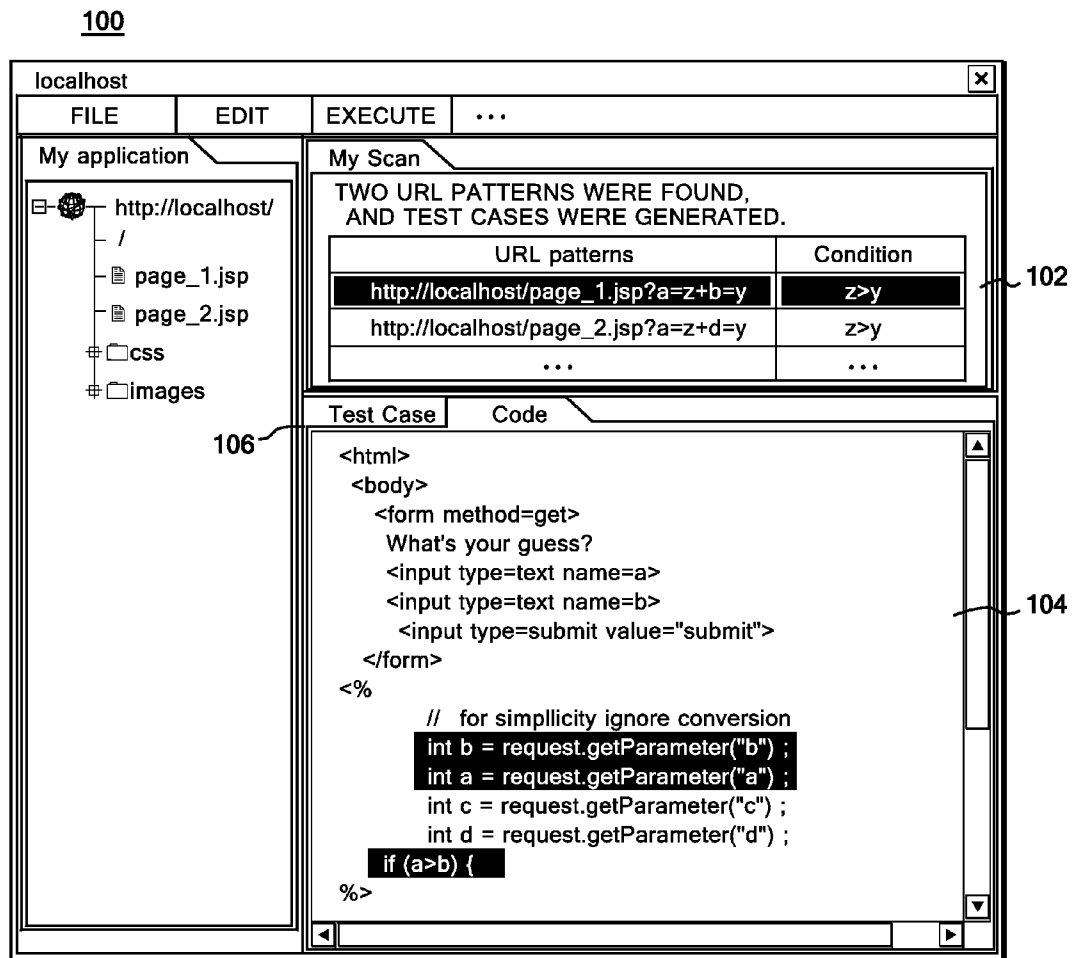 100
localhost
FILE EDIT EXECUTE ...
My application
http://localhost/
/
page_1.jsp
page_2.jsp
css
images
My Scan
TWO URL PATTERNS WERE FOUND,
AND TEST CASES WERE GENERATED.
URL patterns Condition
http://localhost/page_1.jsp?a=z+b=y z>y
http://localhost/page_2.jsp?a=z+d=y z>y
... ...
102
Test Case Code
106
<html>
<body>
<form method=get>
What's your guess?
<input type=text name=a>
<input type=text name=b>
<input type=submit value="submit">
</form>
<%
// for simpllicity ignore conversion
int b = request.getParameter("b") ;
int a = request.getParameter("a") ;
int c = request.getParameter("c") ;
int d = request.getParameter("d") ;
if (a>b) {
%>
104